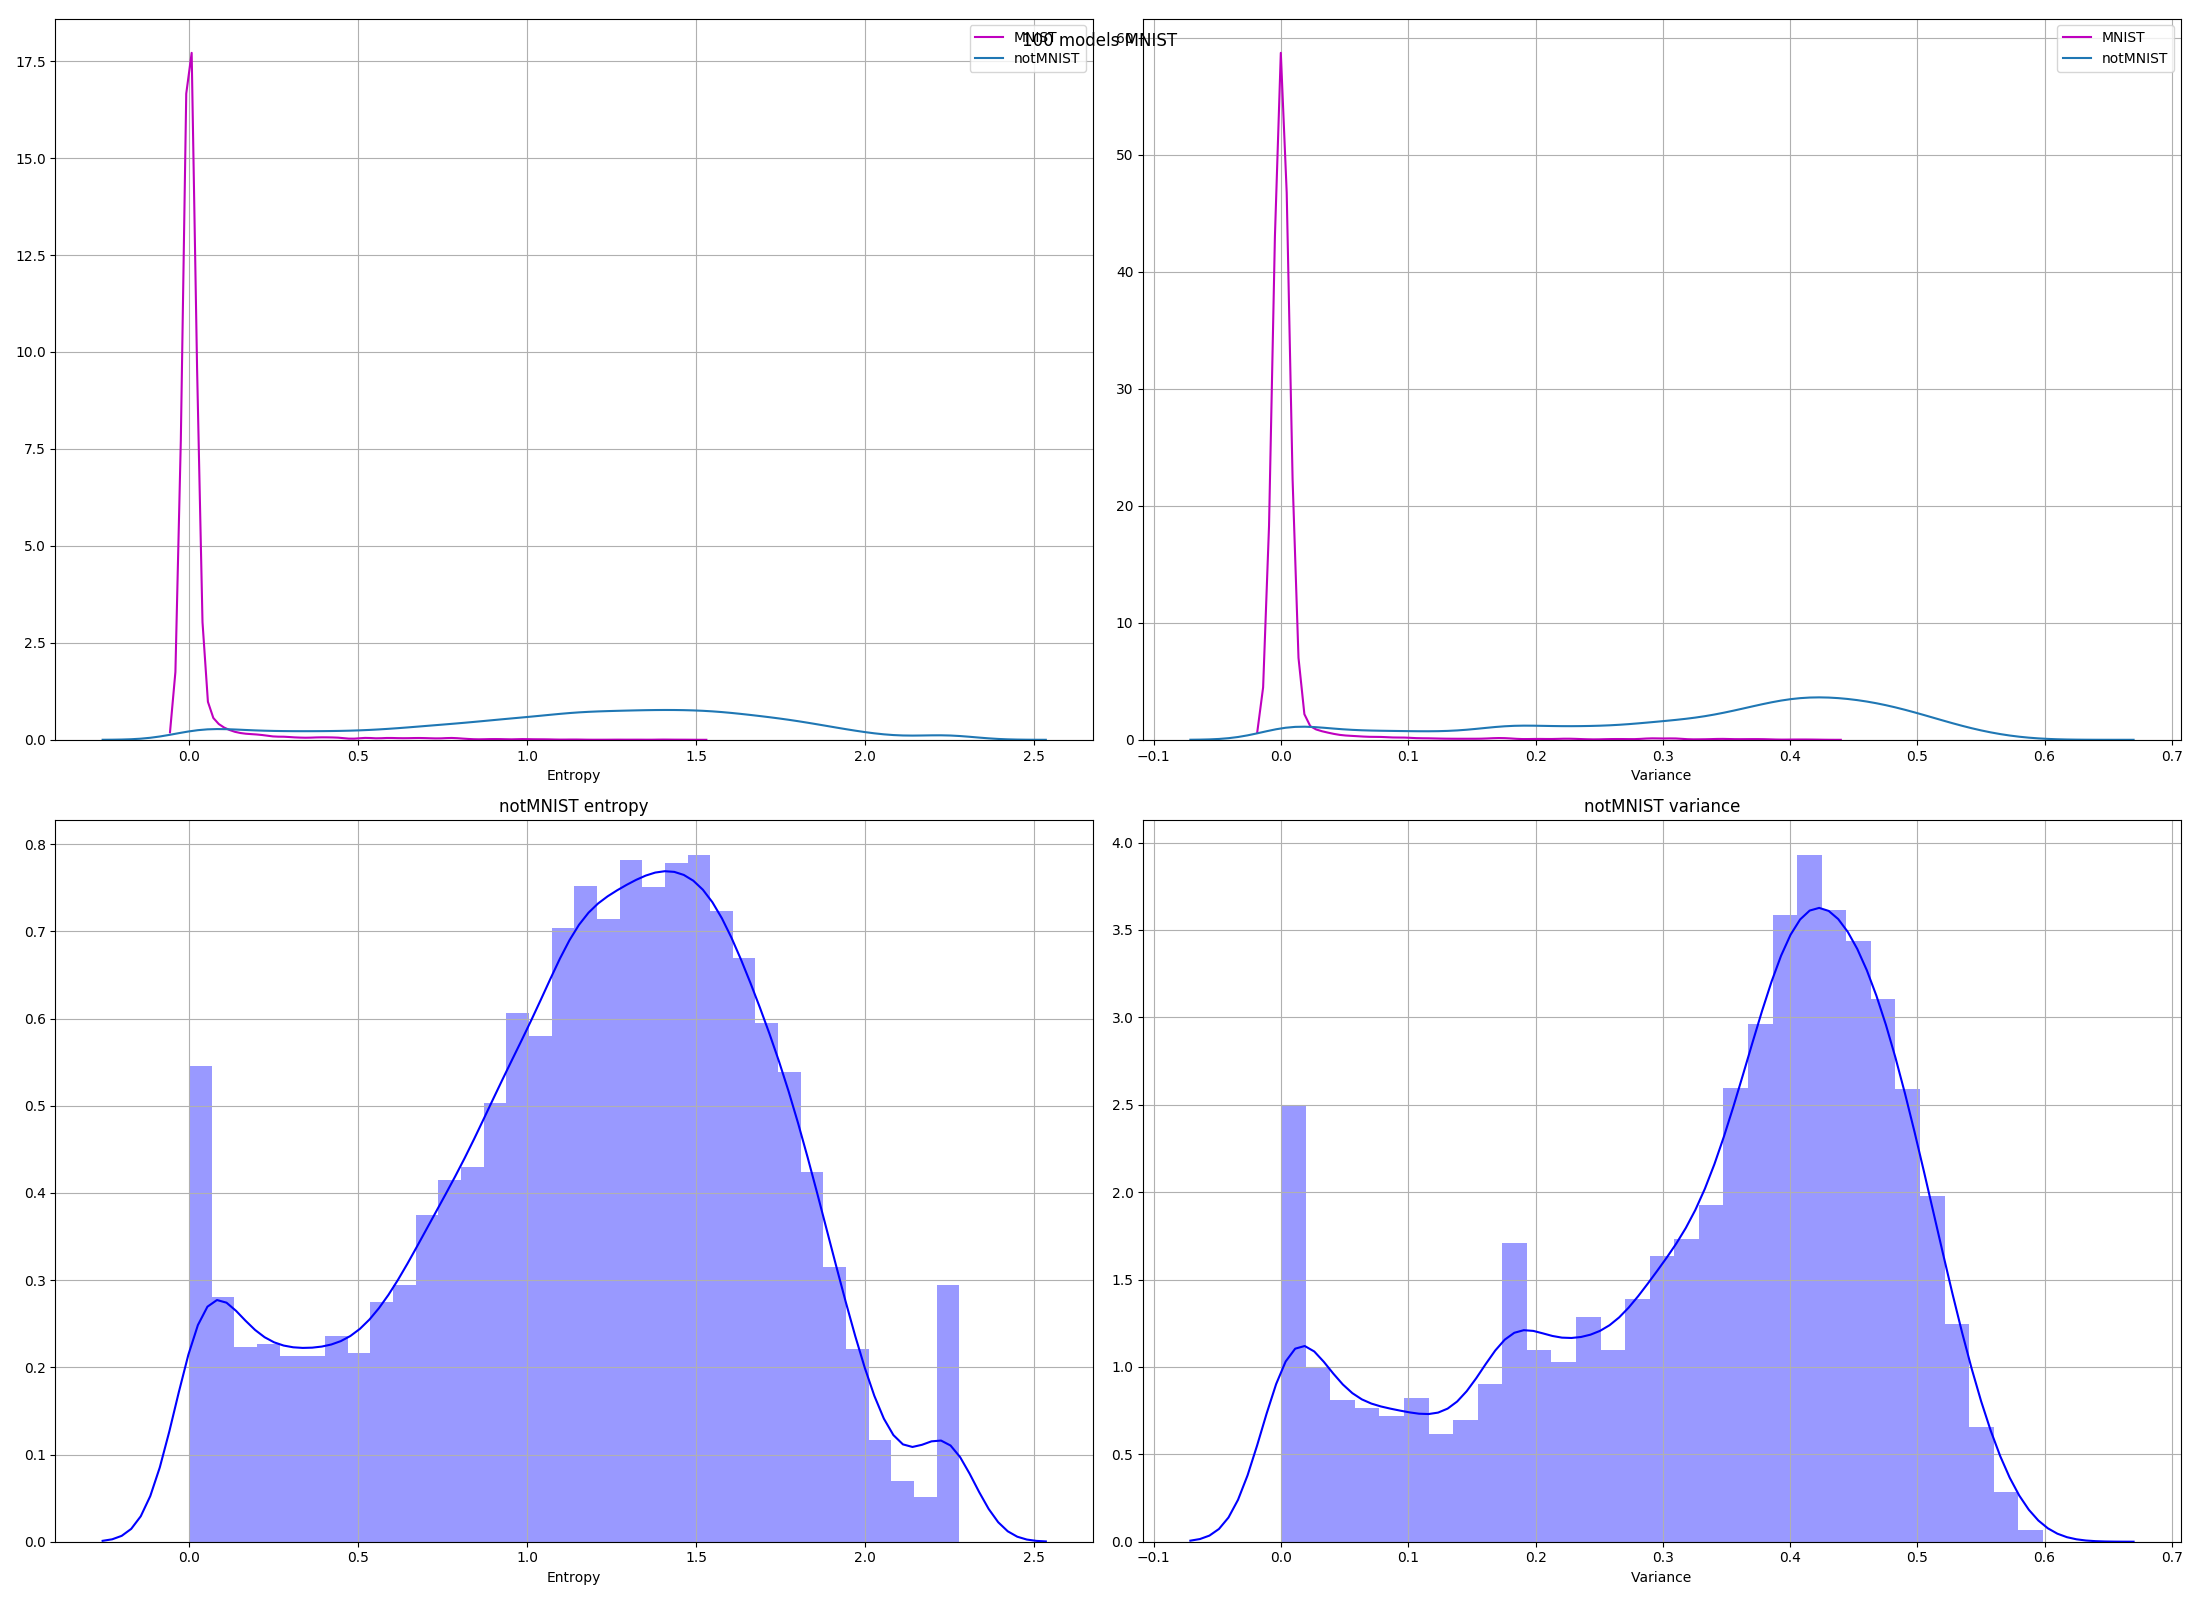 100 models MNIST
MNIST
notMNIST
17.5
15.0
12.5
10.0
7.5
5.0
2.5
0.0
0.0 0.5 1.0 1.5 2.0 2.5
Entropy
MNIST
notMNIST
60
50
40
30
20
10
0
−0.1 0.0 0.1 0.2 0.3 0.4 0.5 0.6 0.7
Variance
notMNIST entropy
0.8
0.7
0.6
0.5
0.4
0.3
0.2
0.1
0.0
0.0 0.5 1.0 1.5 2.0 2.5
Entropy
notMNIST variance
4.0
3.5
3.0
2.5
2.0
1.5
1.0
0.5
0.0
−0.1 0.0 0.1 0.2 0.3 0.4 0.5 0.6 0.7
Variance